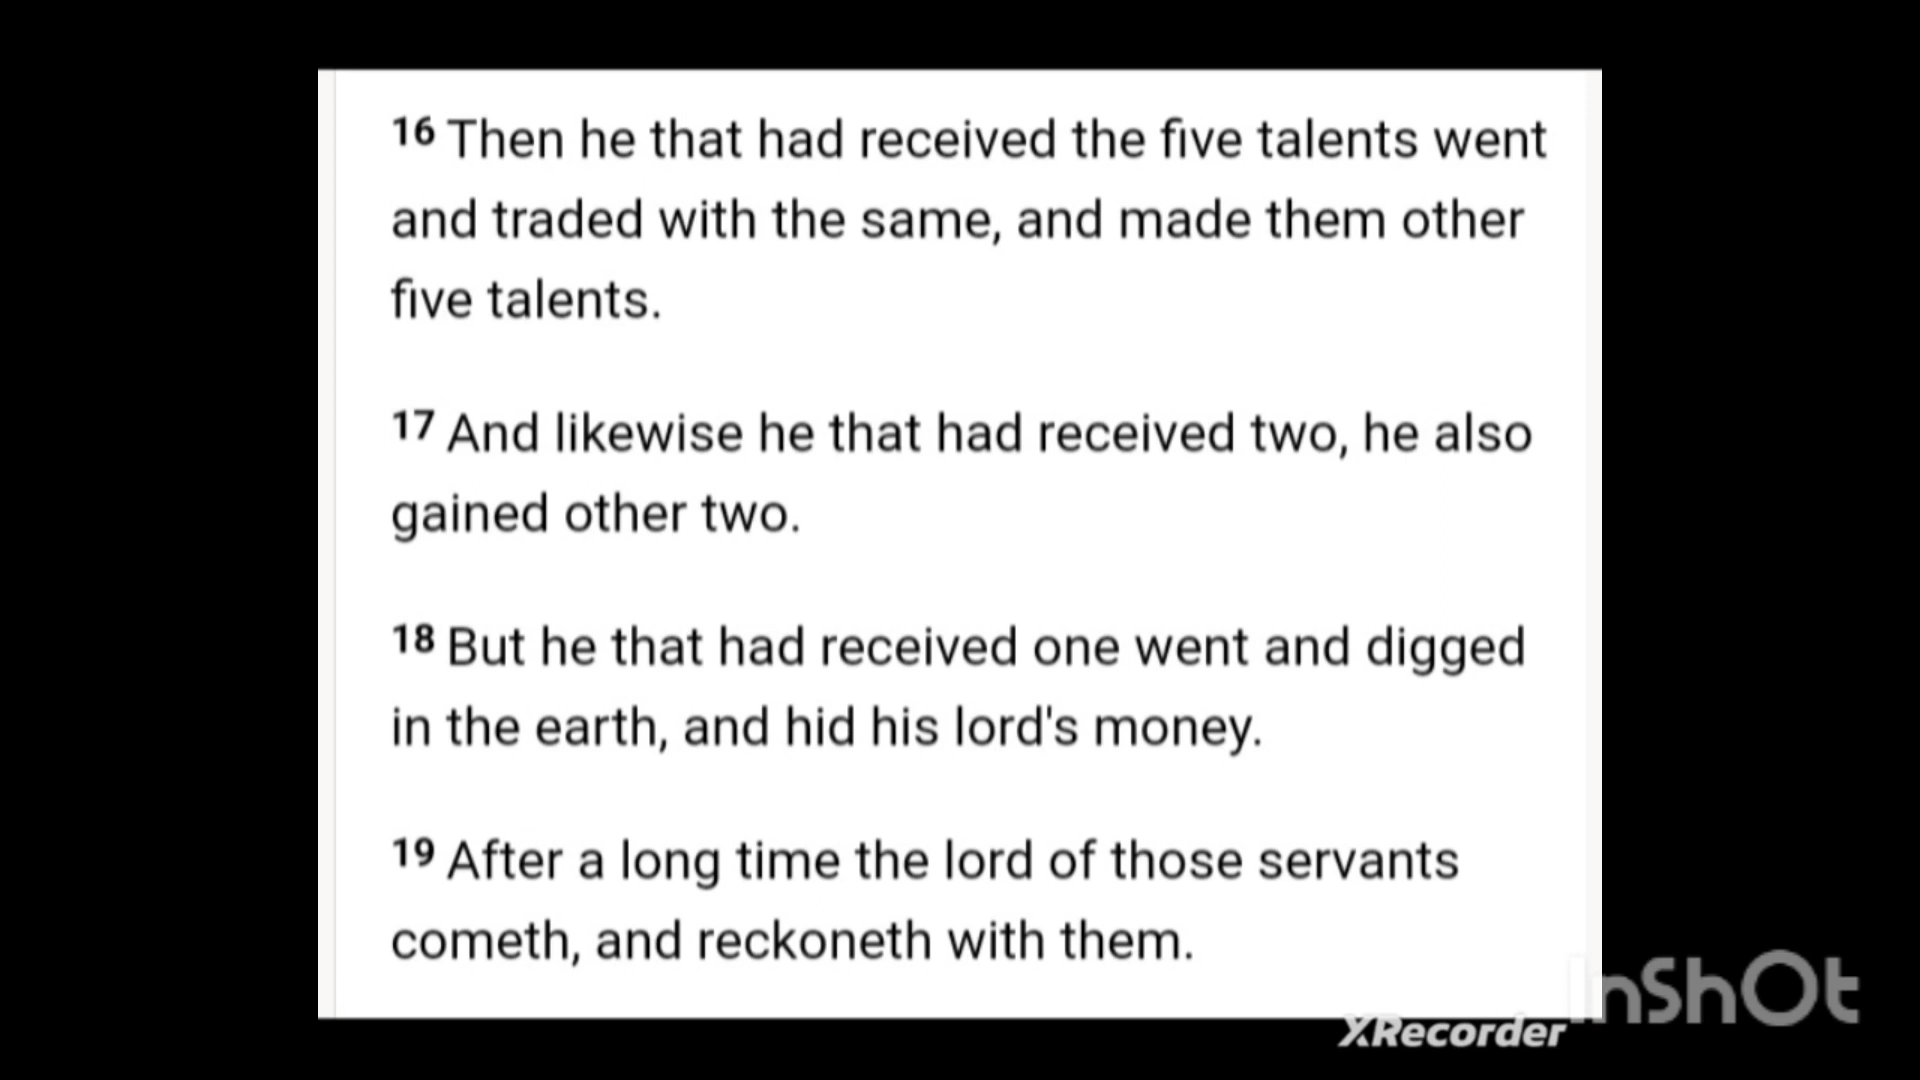 16 Then he that had received the five talents went
and traded with the same, and made them other
five talents.
17 And likewise he that had received two, he also
gained other two.
18 But he that had received one went and digged
in the earth, and hid his lord's money.
19 After a long time the lord of those servants
cometh, and reckoneth with them.
InShOt
XRecorder